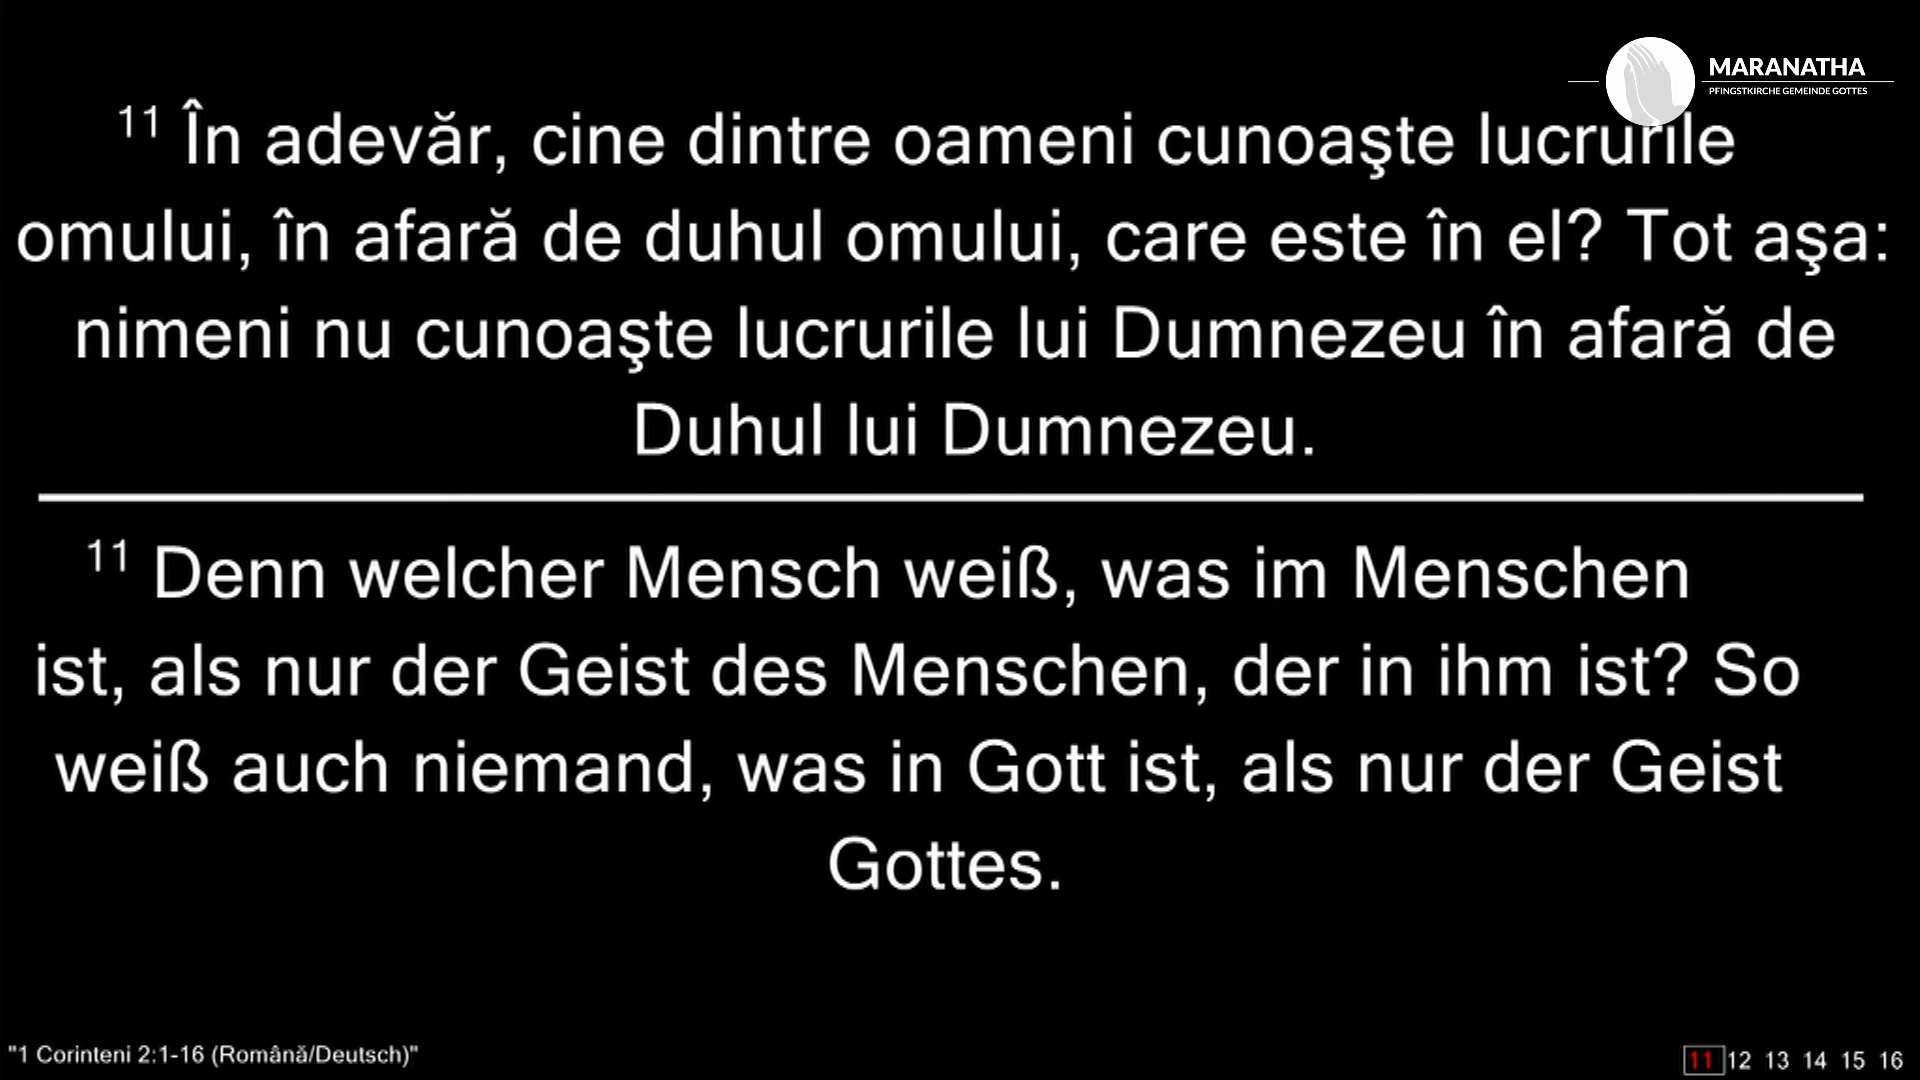 MARANATHA
PFINGSTKIRCHE GEMEINDE GOTTES
11 În adevăr, cine dintre oameni cunoaşte lucrurile
omului, în afară de duhul omului, care este în el? Tot aşa:
nimeni nu cunoaşte lucrurile lui Dumnezeu în afară de
Duhul lui Dumnezeu.
11 Denn welcher Mensch weiß, was im Menschen
ist, als nur der Geist des Menschen, der in ihm ist? So
weiß auch niemand, was in Gott ist, als nur der Geist
Gottes.
"1 Corinteni 2:1-16 (Română/Deutsch)"
11 12 13 14 15 16